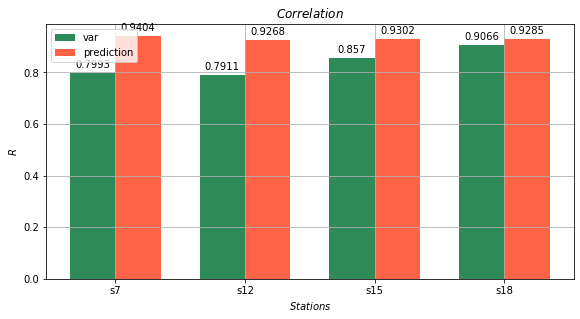 Correlation
var
prediction
0.7993
0.9404
0.7911
0.9268
0.857
0.9302
0.9066
0.9285
R
0.8
0.6
0.4
0.2
0.0
s7
s12
s15
s18
Stations